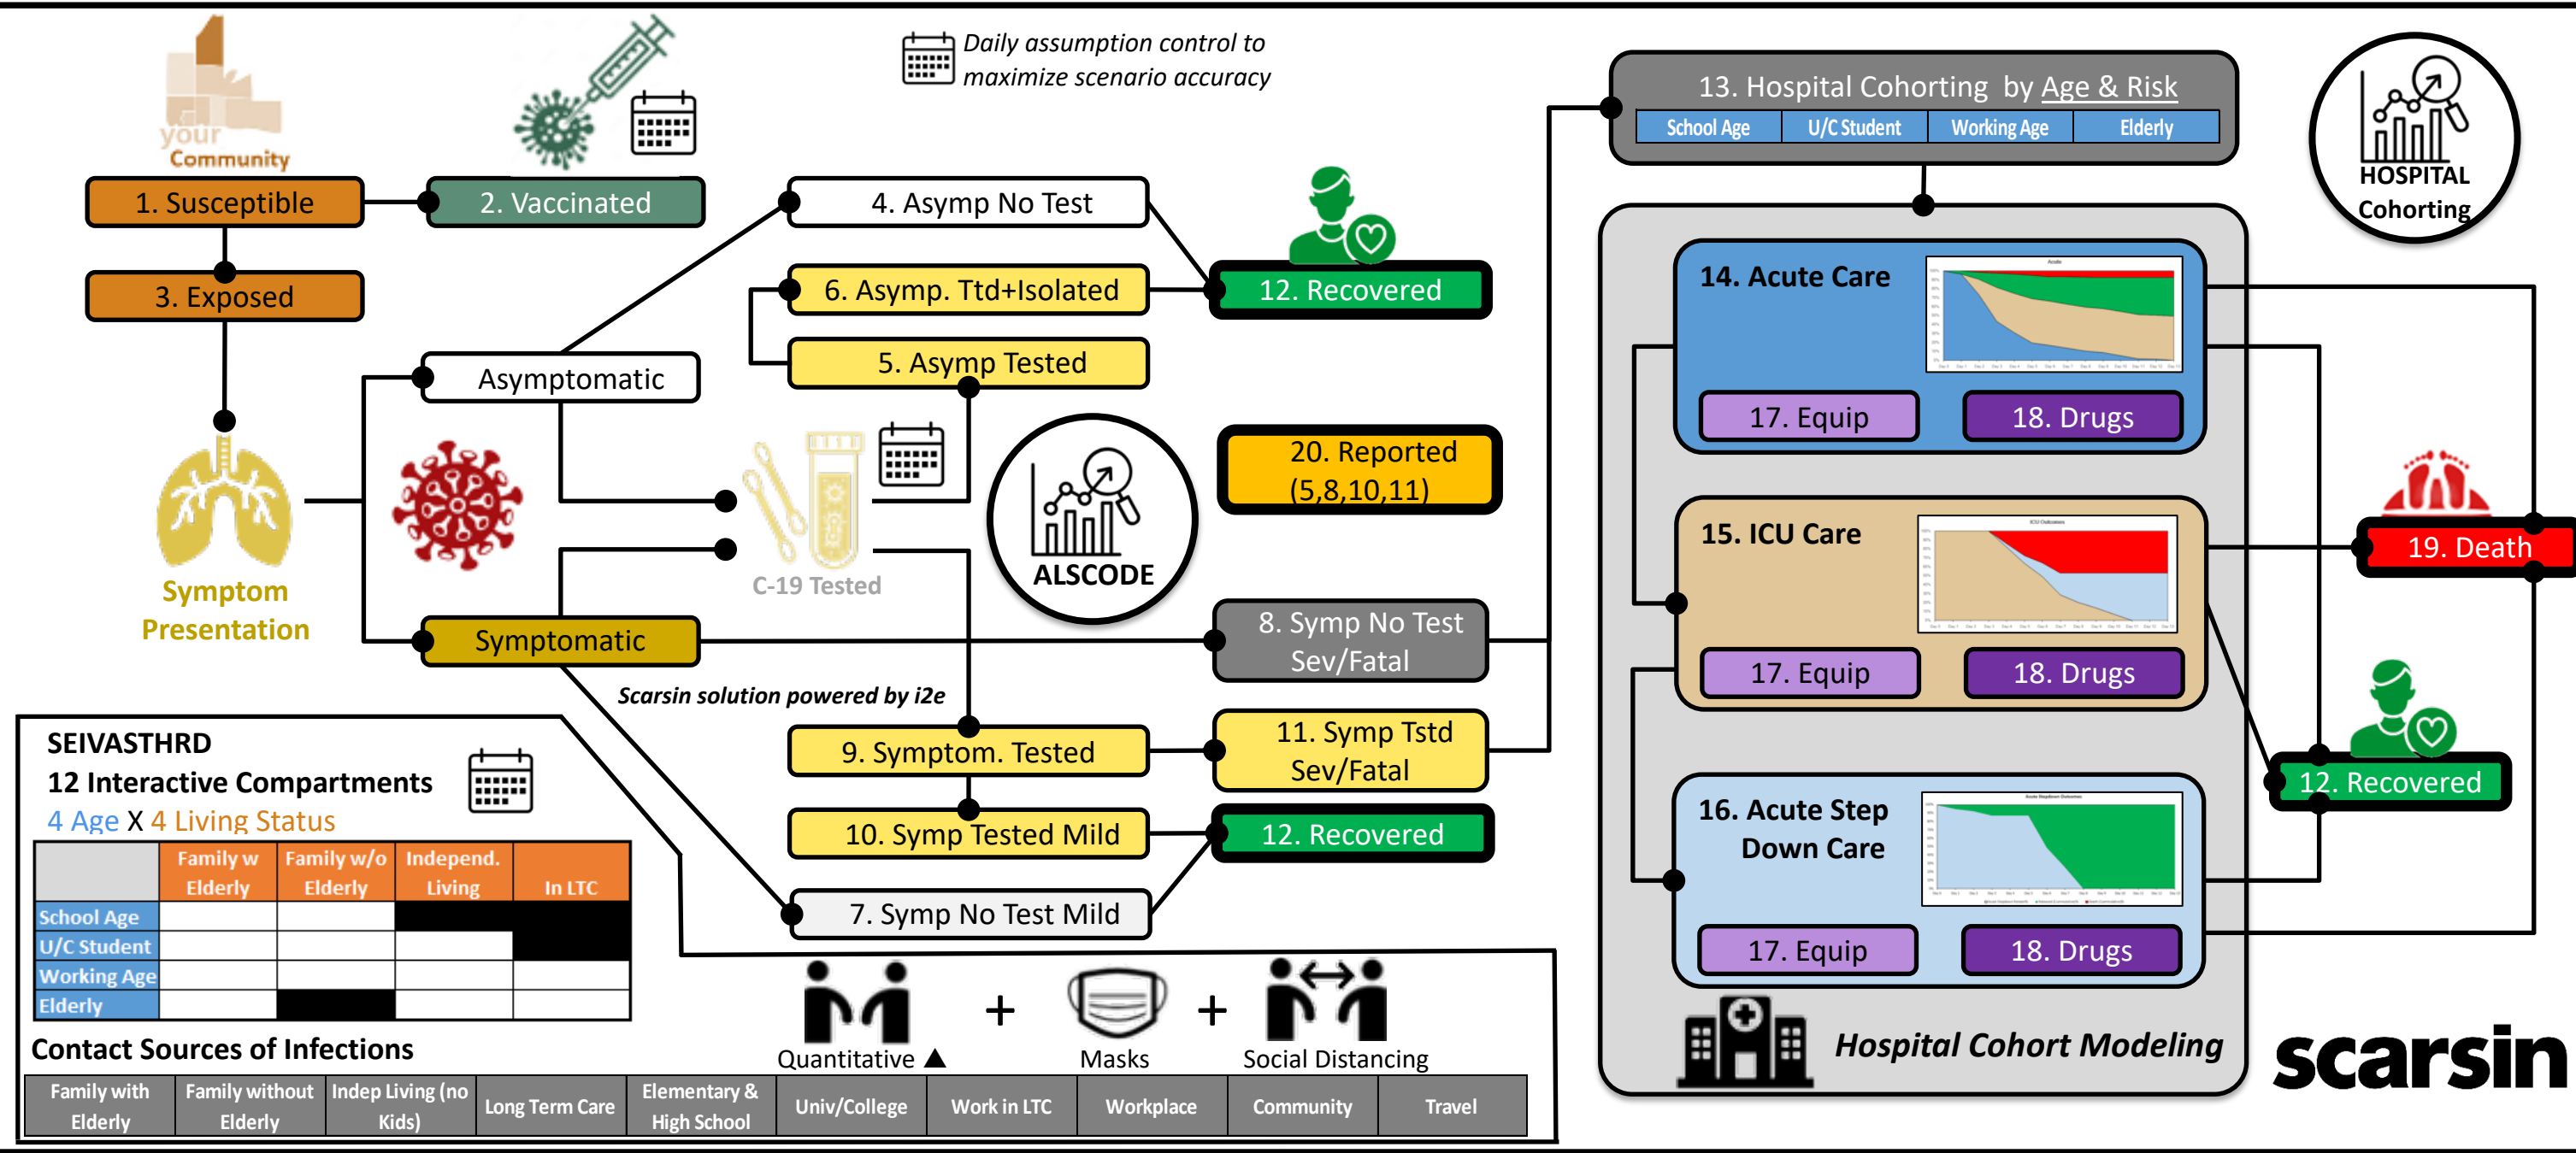 your
Community
Daily assumption control to
maximize scenario accuracy
1. Susceptible
2. Vaccinated
3. Exposed
Symptom
Presentation
Asymptomatic
Symptomatic
C-19 Tested
4. Asymp No Test
6. Asymp. Ttd+Isolated
5. Asymp Tested
12. Recovered
ALSCODE
20. Reported
(5,8,10,11)
8. Symp No Test
Sev/Fatal
Scarsin solution powered by i2e
9. Symptom. Tested
11. Symp Tstd
Sev/Fatal
10. Symp Tested Mild
12. Recovered
7. Symp No Test Mild
13. Hospital Cohorting by Age & Risk
School Age
U/C Student
Working Age
Elderly
HOSPITAL
Cohorting
14. Acute Care
Acute
17. Equip
18. Drugs
15. ICU Care
ICU Outcomes
17. Equip
18. Drugs
16. Acute Step
Down Care
Acute Stepdown Outcomes
17. Equip
18. Drugs
19. Death
12. Recovered
Hospital Cohort Modeling
scarsin
SEIVASTHRD
12 Interactive Compartments
4 Age X 4 Living Status
Family w
Elderly
Family w/o
Elderly
Independ.
Living
In LTC
School Age
U/C Student
Working Age
Elderly
Quantitative ▲
+
Masks
+
Social Distancing
Contact Sources of Infections
Family with
Elderly
Family without
Elderly
Indep Living (no
Kids)
Long Term Care
Elementary &
High School
Univ/College
Work in LTC
Workplace
Community
Travel